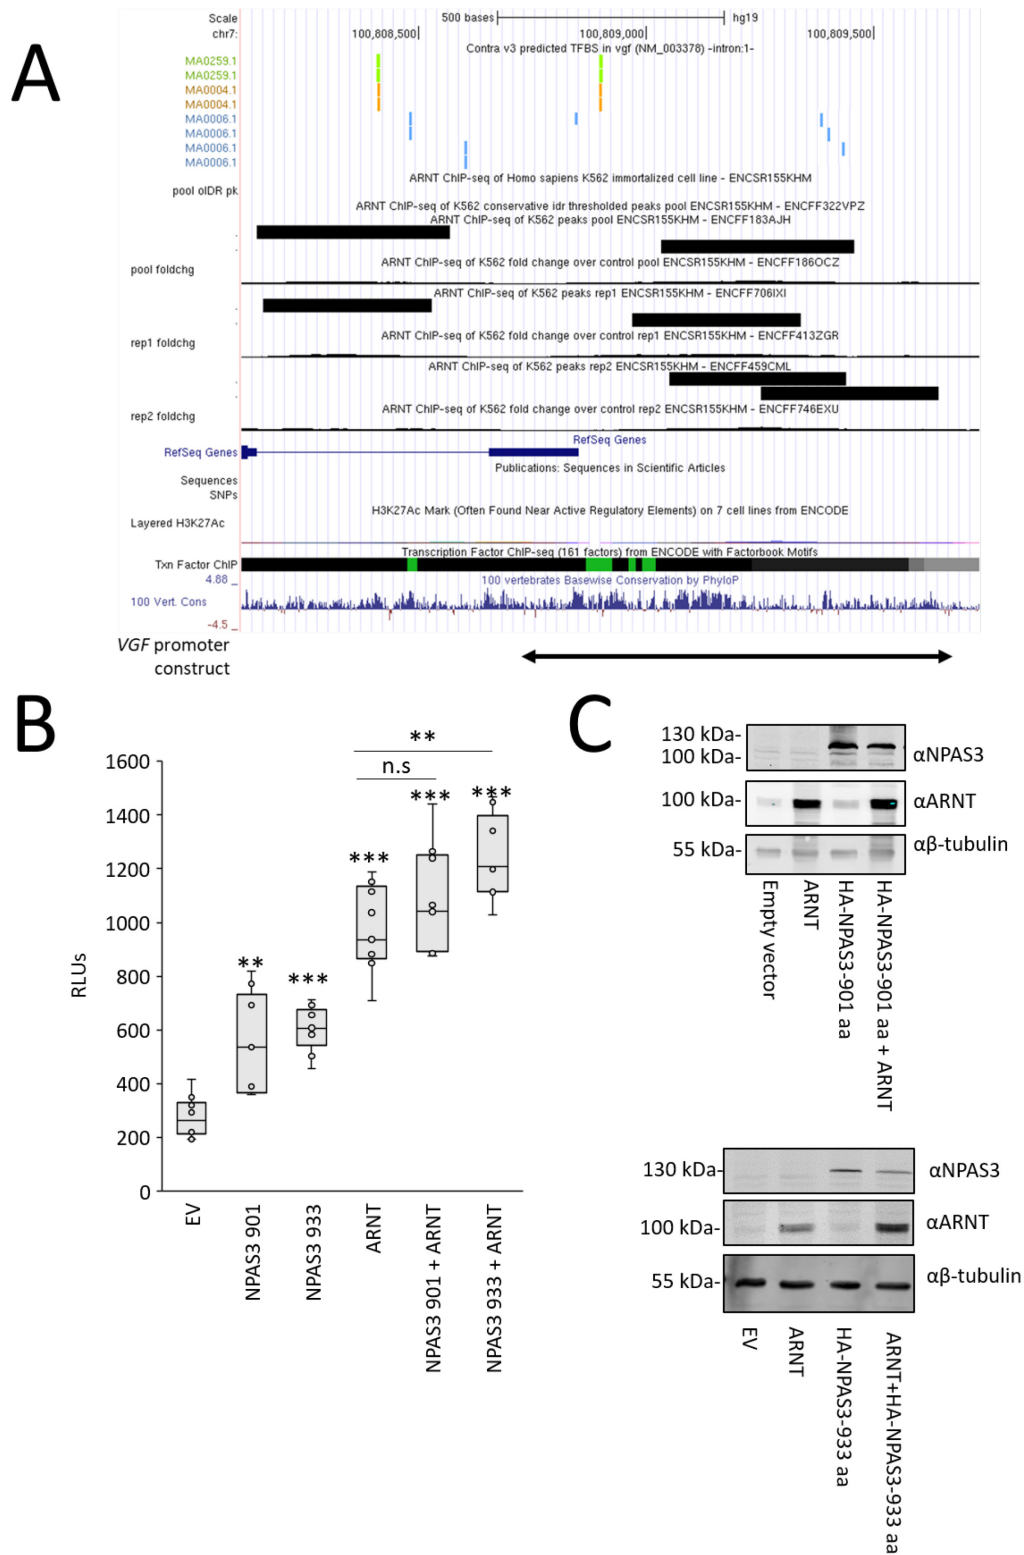 A
Scale 500 bases hg19
chr7: 100,808,500 100,809,000 100,809,500
Contra v3 predicted TFBS in vgf (NM_003378) -intron:1-
MA0259.1
MA0259.1
MA0004.1
MA0004.1
MA0006.1
MA0006.1
MA0006.1
MA0006.1
ARNT ChIP-seq of Homo sapiens K562 immortalized cell line - ENCSR155KHM
pool oIDR pk
ARNT ChIP-seq of K562 conservative idr thresholded peaks pool ENCSR155KHM - ENCFF322VPZ
ARNT ChIP-seq of K562 peaks pool ENCSR155KHM - ENCFF183AJH
ARNT ChIP-seq of K562 fold change over control pool ENCSR155KHM - ENCFF186OCZ
pool foldchg
ARNT ChIP-seq of K562 peaks rep1 ENCSR155KHM - ENCFF706IXI
ARNT ChIP-seq of K562 fold change over control rep1 ENCSR155KHM - ENCFF413ZGR
rep1 foldchg
ARNT ChIP-seq of K562 peaks rep2 ENCSR155KHM - ENCFF459CML
ARNT ChIP-seq of K562 fold change over control rep2 ENCSR155KHM - ENCFF746EXU
rep2 foldchg
RefSeq Genes
RefSeq Genes
Publications: Sequences in Scientific Articles
Sequences
SNPs
H3K27Ac Mark (Often Found Near Active Regulatory Elements) on 7 cell lines from ENCODE
Layered H3K27Ac
Transcription Factor ChIP-seq (161 factors) from ENCODE with Factorbook Motifs
Txn Factor ChIP
4.88 _ 100 vertebrates Basewise Conservation by PhyloP
100 Vert. Cons
-4.5 _
VGF promoter
construct
B
RLUs
1600
1400
1200
1000
800
600
400
200
0
**
n.s
***
***
***
**
***
EV
NPAS3 901
NPAS3 933
ARNT
NPAS3 901 + ARNT
NPAS3 933 + ARNT
C
130 kDa-
100 kDa-
αNPAS3
100 kDa-
αARNT
55 kDa-
αβ-tubulin
Empty vector
ARNT
HA-NPAS3-901 aa
HA-NPAS3-901 aa + ARNT
130 kDa-
αNPAS3
100 kDa-
αARNT
55 kDa-
αβ-tubulin
EV
ARNT
HA-NPAS3-933 aa
ARNT+HA-NPAS3-933 aa